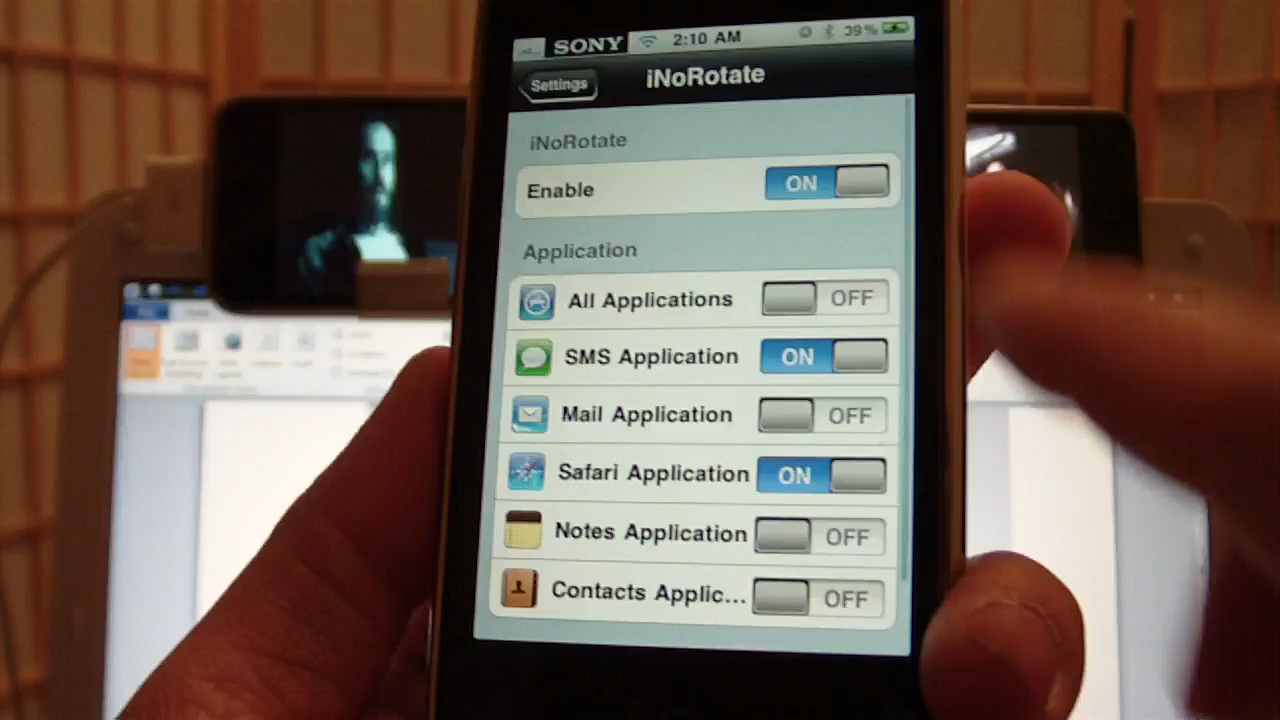 SONY 2:10 AM 39%
Settings iNoRotate
iNoRotate
Enable ON
Application
All Applications OFF
SMS Application ON
Mail Application OFF
Safari Application ON
Notes Application OFF
Contacts Applic... OFF